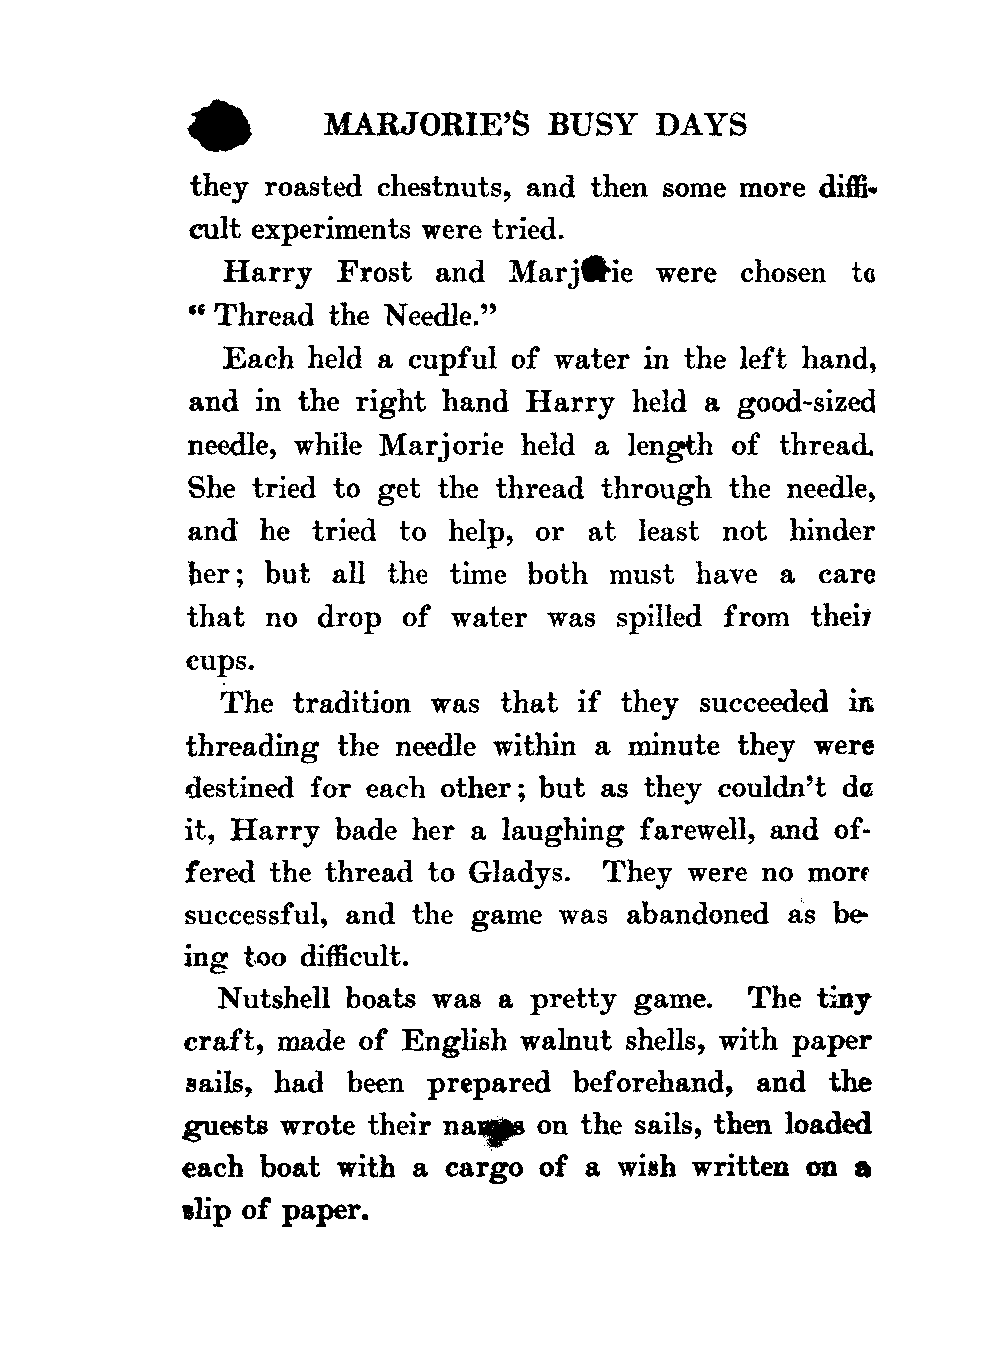 MARJORIE'S BUSY DAYS
they roasted chestnuts, and then some more diffi-
cult experiments were tried.
Harry Frost and Marjorie were chosen to
“Thread the Needle.”
Each held a cupful of water in the left hand,
and in the right hand Harry held a good-sized
needle, while Marjorie held a length of thread.
She tried to get the thread through the needle,
and he tried to help, or at least not hinder
her; but all the time both must have a care
that no drop of water was spilled from their
cups.
The tradition was that if they succeeded in
threading the needle within a minute they were
destined for each other; but as they couldn't do
it, Harry bade her a laughing farewell, and of-
fered the thread to Gladys. They were no more
successful, and the game was abandoned as be-
ing too difficult.
Nutshell boats was a pretty game. The tiny
craft, made of English walnut shells, with paper
sails, had been prepared beforehand, and the
guests wrote their names on the sails, then loaded
each boat with a cargo of a wish written on a
slip of paper.